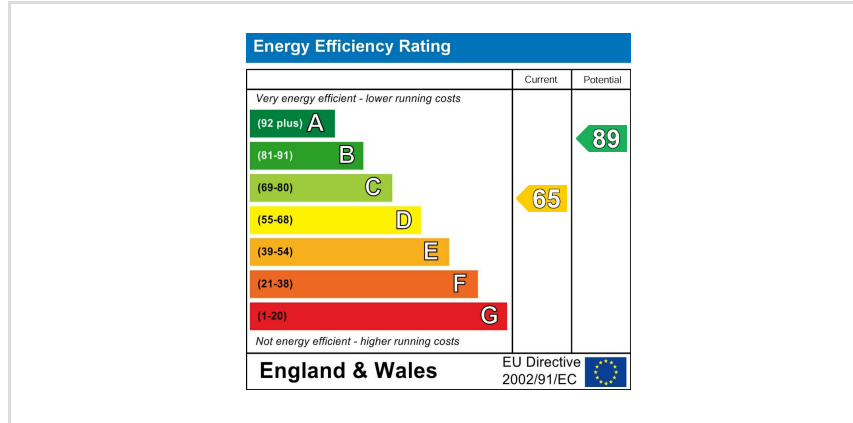 Energy Efficiency Rating
Current Potential
Very energy efficient - lower running costs
(92 plus) A
89
(81-91) B
(69-80) C
65
(55-68) D
(39-54) E
(21-38) F
(1-20) G
Not energy efficient - higher running costs
England & Wales
EU Directive
2002/91/EC